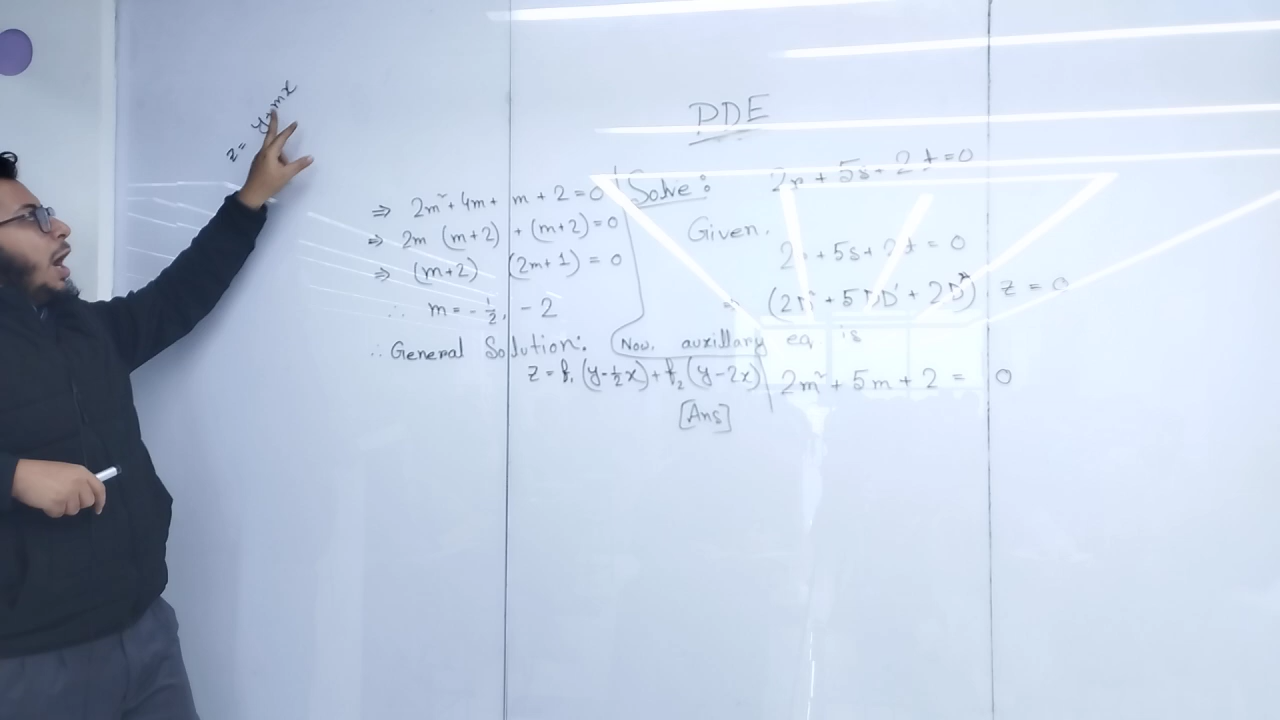 PDE
Solve: 2r + 5s + 2t = 0
Given,
2r + 5s + 2t = 0
⇒ (2D² + 5DD' + 2D'²) z = 0
Now, auxillary eq is
2m² + 5m + 2 = 0
⇒ 2m² + 4m + m + 2 = 0
⇒ 2m (m+2) + (m+2) = 0
⇒ (m+2) (2m+1) = 0
∴ m = -1/2, -2
∴ General Solution:
z = f₁ (y - 1/2 x) + f₂ (y - 2x)
[Ans]
z = y + mx